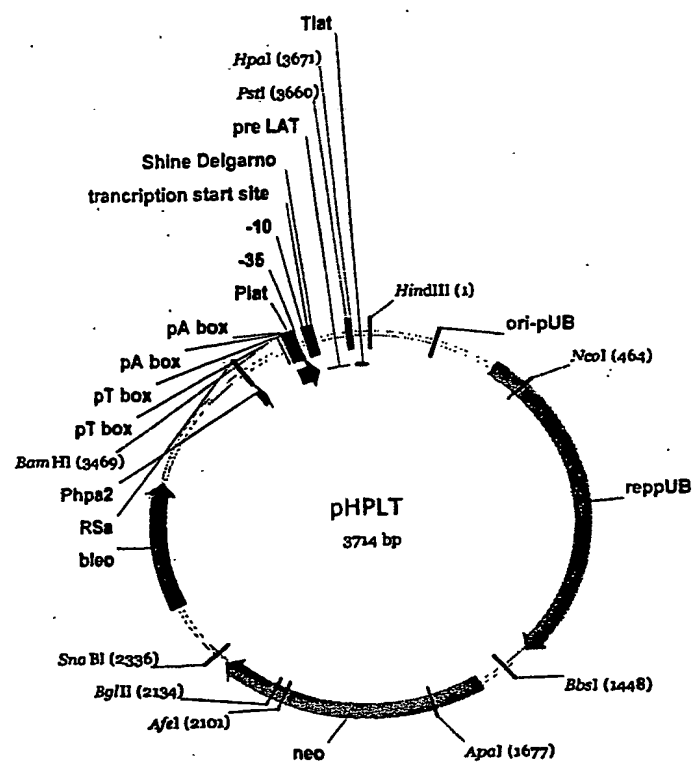 Tlat
HpaI (3671)
PstI (3660)
pre LAT
Shine Delgarno
trancription start site
-10
-35
Plat
HindIII (1)
pA box
ori-pUB
pA box
NcoI (464)
pT box
pT box
BamHI (3469)
Phpa2
reppUB
RSa
pHPLT
bleo
3714 bp
SnaBI (2336)
BglII (2134)
BbsI (1448)
AfeI (2101)
ApaI (1677)
neo